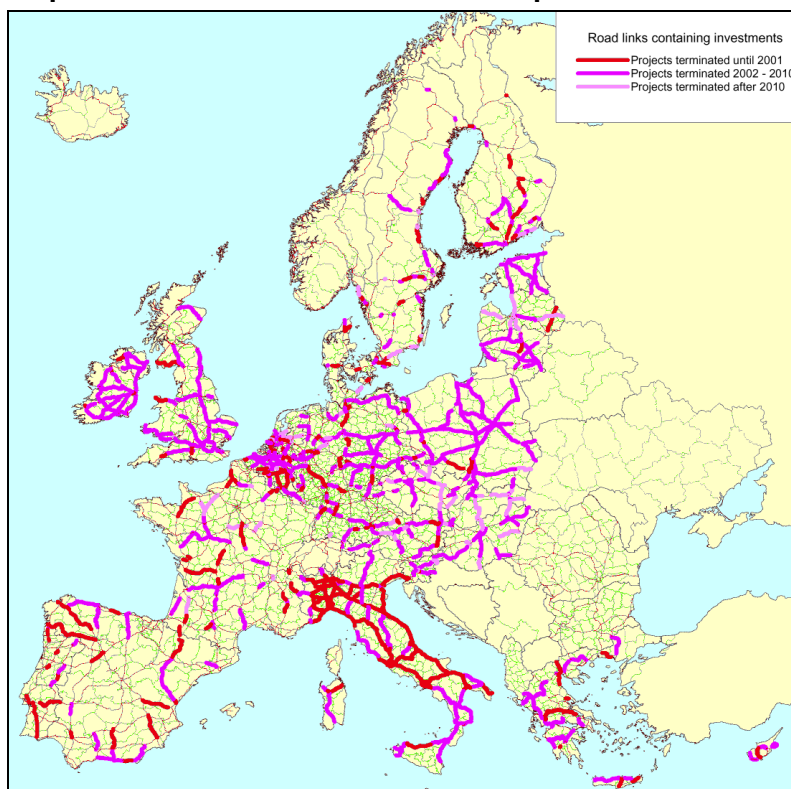 Road links containing investments
Projects terminated until 2001
Projects terminated 2002 - 2010
Projects terminated after 2010